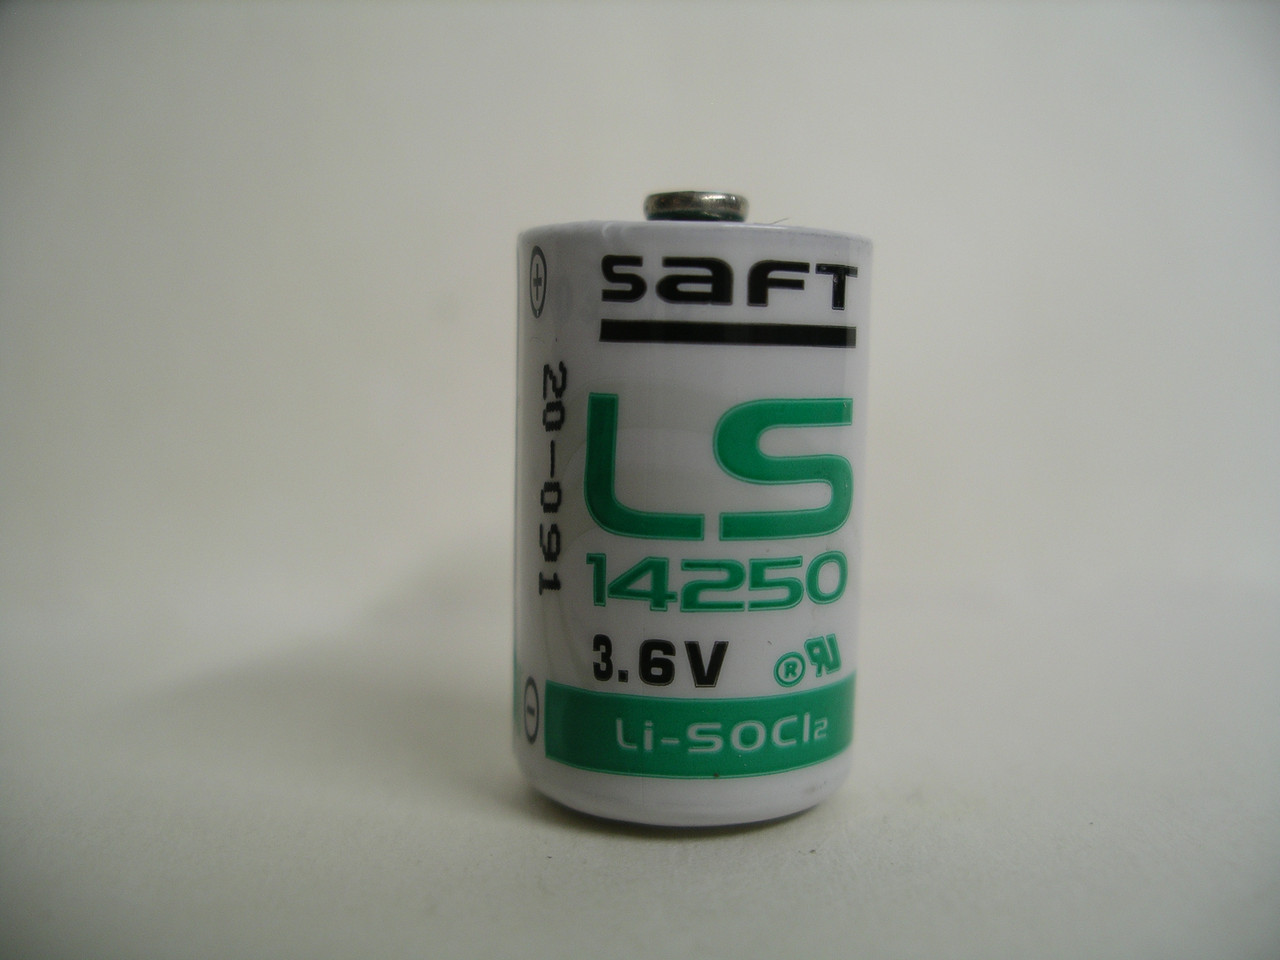 saft
LS
14250
3.6V
Li-SOCl2
20-091
+
-
®